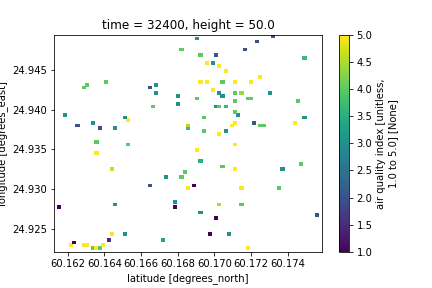 time = 32400, height = 50.0
24.945
24.940
24.935
24.930
24.925
longitude [degrees_east]
60.162 60.164 60.166 60.168 60.170 60.172 60.174
latitude [degrees_north]
5.0
4.5
4.0
3.5
3.0
2.5
2.0
1.5
1.0
air quality index [unitless,
1.0 to 5.0] [None]